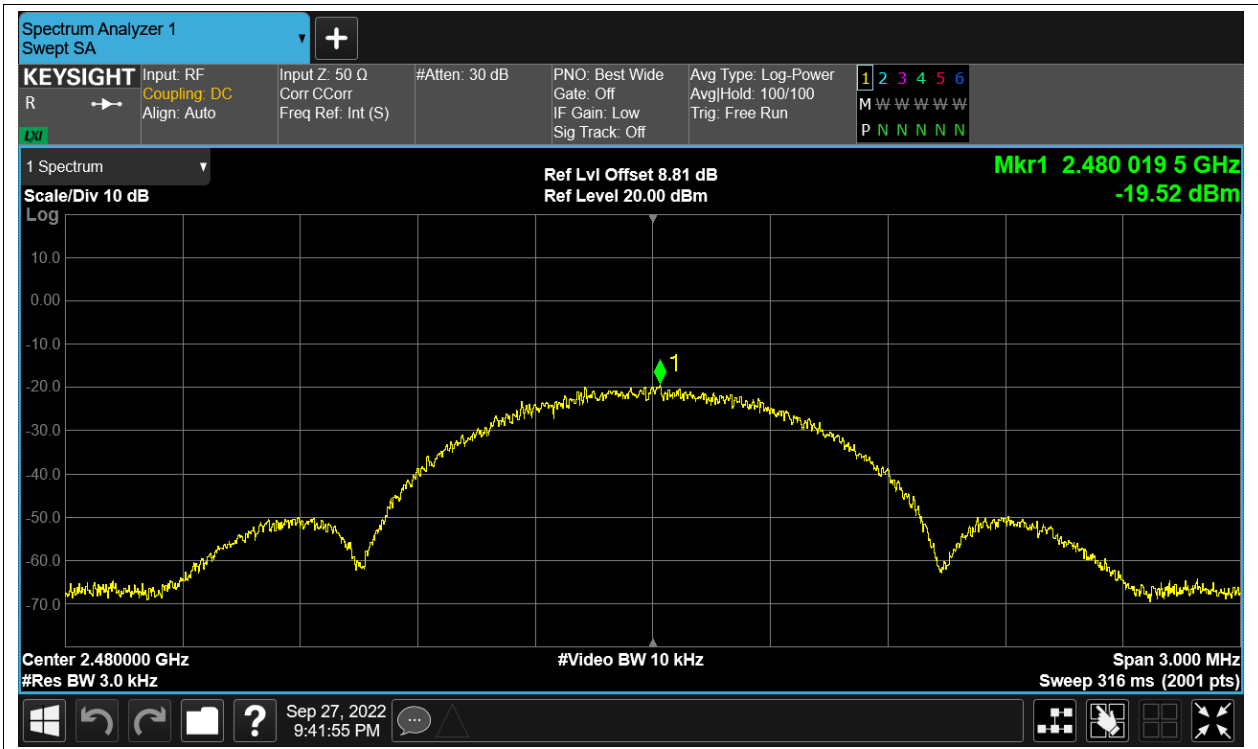 Spectrum Analyzer 1
Swept SA
KEYSIGHT
R
LXI
Input: RF
Coupling: DC
Align: Auto
Input Z: 50 Ω
Corr CCorr
Freq Ref: Int (S)
#Atten: 30 dB
PNO: Best Wide
Gate: Off
IF Gain: Low
Sig Track: Off
Avg Type: Log-Power
Avg|Hold: 100/100
Trig: Free Run
1 2 3 4 5 6
M W W W W W
P N N N N N
1 Spectrum
Scale/Div 10 dB
Ref Lvl Offset 8.81 dB
Ref Level 20.00 dBm
Mkr1 2.480 019 5 GHz
-19.52 dBm
Log
10.0
0.00
-10.0
-20.0
-30.0
-40.0
-50.0
-60.0
-70.0
1
Center 2.480000 GHz
#Res BW 3.0 kHz
#Video BW 10 kHz
Span 3.000 MHz
Sweep 316 ms (2001 pts)
?
Sep 27, 2022
9:41:55 PM